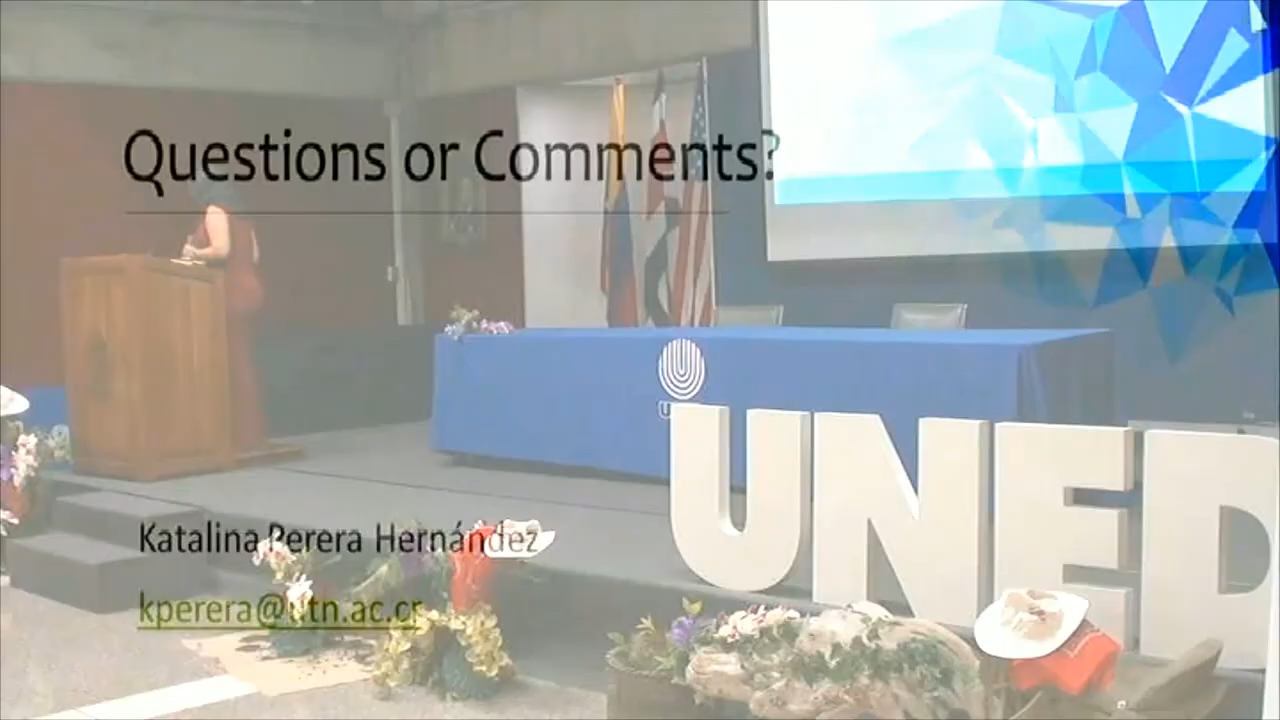 Questions or Comments?
Katalina Perera Hernández
kperera@utn.ac.cr
UNED